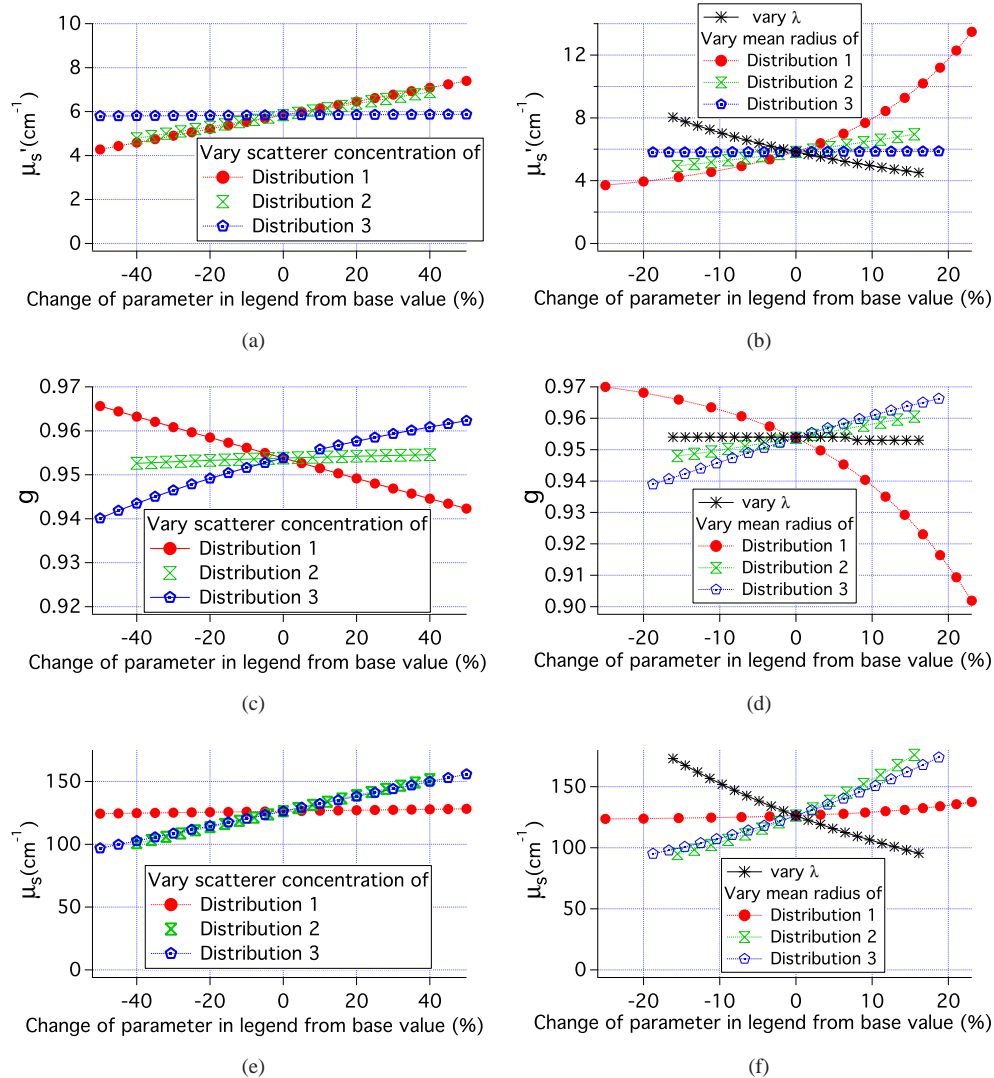 10
8
6
4
2
0
μs'(cm-1)
Vary scatterer concentration of
Distribution 1
Distribution 2
Distribution 3
-40 -20 0 20 40
Change of parameter in legend from base value (%)
(a)
vary λ
Vary mean radius of
Distribution 1
Distribution 2
Distribution 3
12
8
4
0
μs'(cm-1)
-20 -10 0 10 20
Change of parameter in legend from base value (%)
(b)
0.97
0.96
0.95
0.94
0.93
0.92
g
Vary scatterer concentration of
Distribution 1
Distribution 2
Distribution 3
-40 -20 0 20 40
Change of parameter in legend from base value (%)
(c)
0.97
0.96
0.95
0.94
0.93
0.92
0.91
0.90
g
vary λ
Vary mean radius of
Distribution 1
Distribution 2
Distribution 3
-20 -10 0 10 20
Change of parameter in legend from base value (%)
(d)
150
100
50
0
μs(cm-1)
Vary scatterer concentration of
Distribution 1
Distribution 2
Distribution 3
-40 -20 0 20 40
Change of parameter in legend from base value (%)
(e)
150
100
50
0
μs(cm-1)
vary λ
Vary mean radius of
Distribution 1
Distribution 2
Distribution 3
-20 -10 0 10 20
Change of parameter in legend from base value (%)
(f)